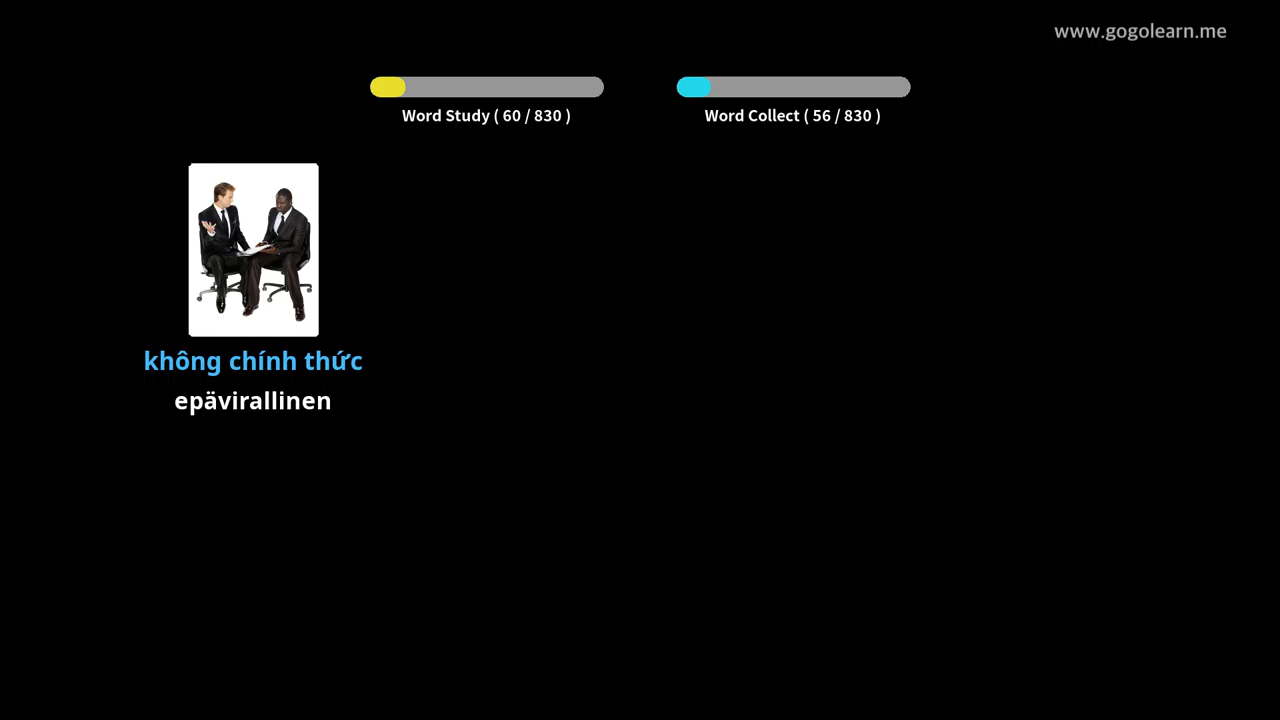 www.gogolearn.me
Word Study ( 60 / 830 )
Word Collect ( 56 / 830 )
không chính thức
epävirallinen